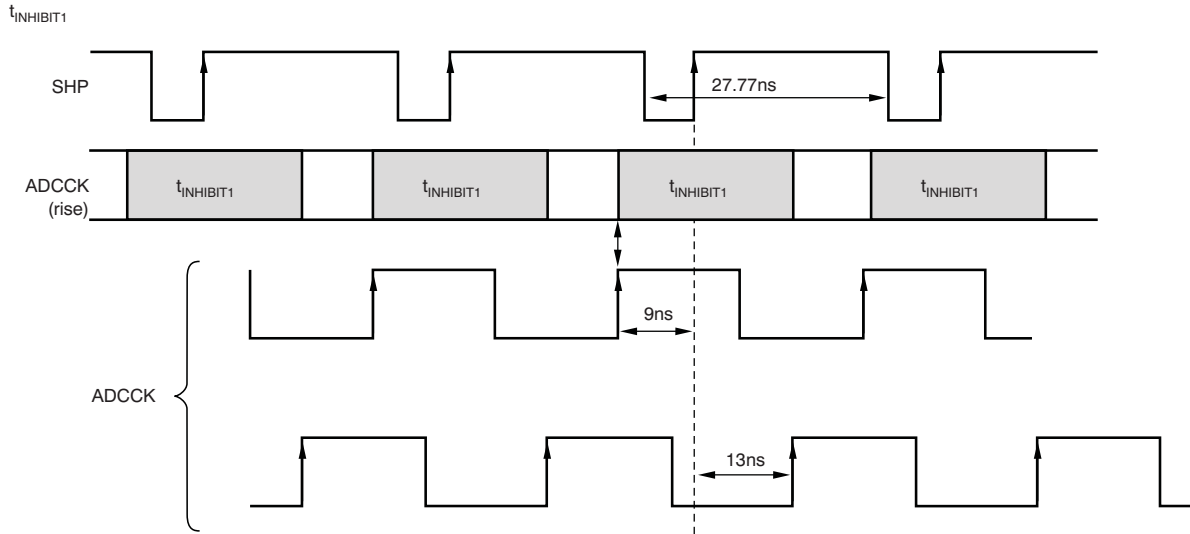 tINHIBIT1
SHP
27.77ns
ADCCK
(rise)
tINHIBIT1
tINHIBIT1
tINHIBIT1
tINHIBIT1
9ns
ADCCK
13ns